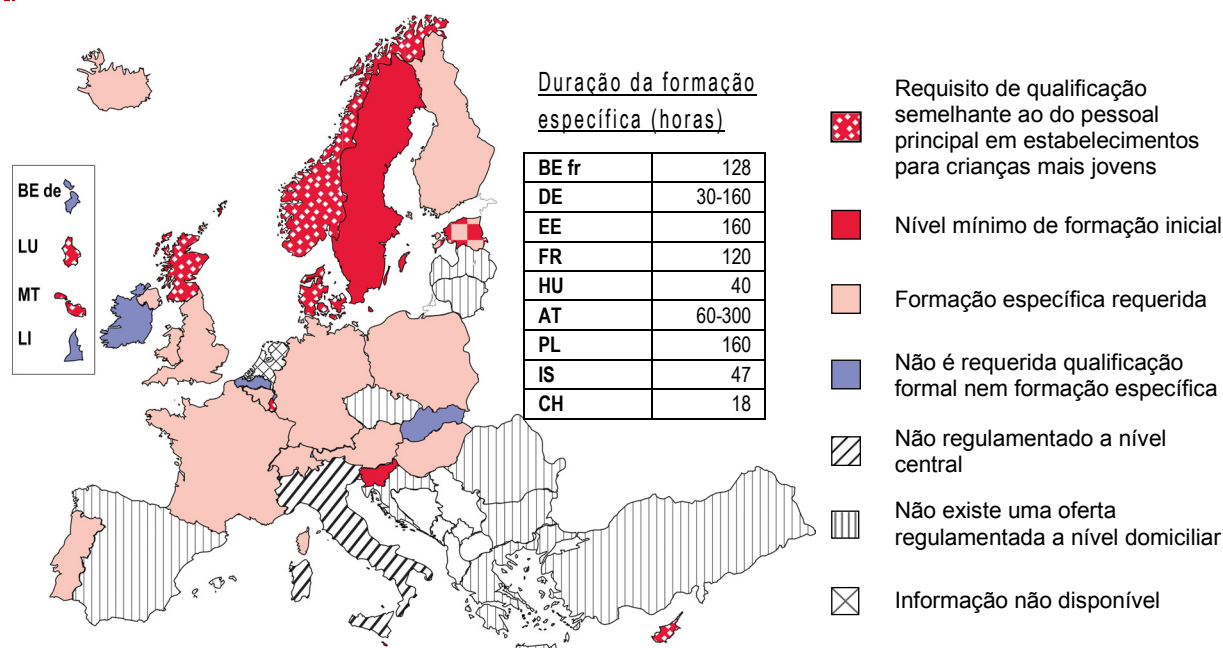 BE de
LU
MT
LI
Duração da formação
específica (horas)
BE fr 128
DE 30-160
EE 160
FR 120
HU 40
AT 60-300
PL 160
IS 47
CH 18
Requisito de qualificação
semelhante ao do pessoal
principal em estabelecimentos
para crianças mais jovens
Nível mínimo de formação inicial
Formação específica requerida
Não é requerida qualificação
formal nem formação específica
Não regulamentado a nível
central
Não existe uma oferta
regulamentada a nível domiciliar
Informação não disponível